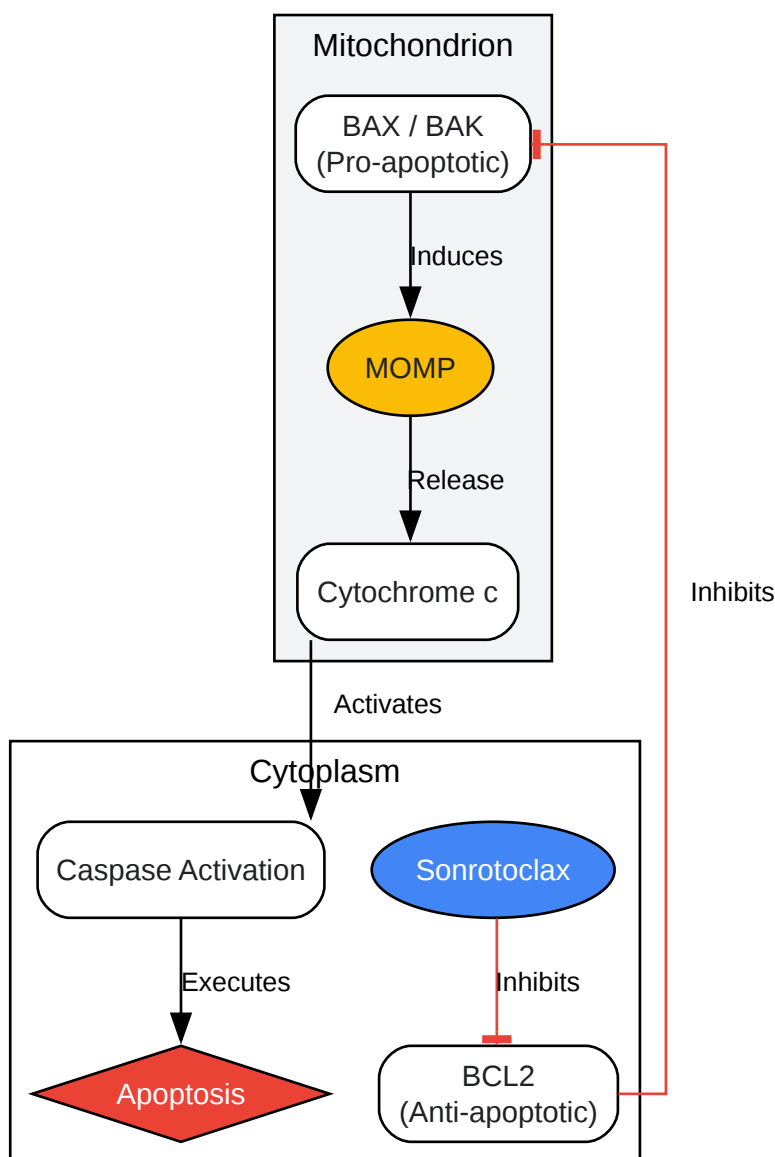 Mitochondrion
BAX / BAK
(Pro-apoptotic)
Induces
MOMP
Release
Cytochrome c
Inhibits
Activates
Cytoplasm
Caspase Activation
Sonrotoclax
Executes
Inhibits
Apoptosis
BCL2
(Anti-apoptotic)